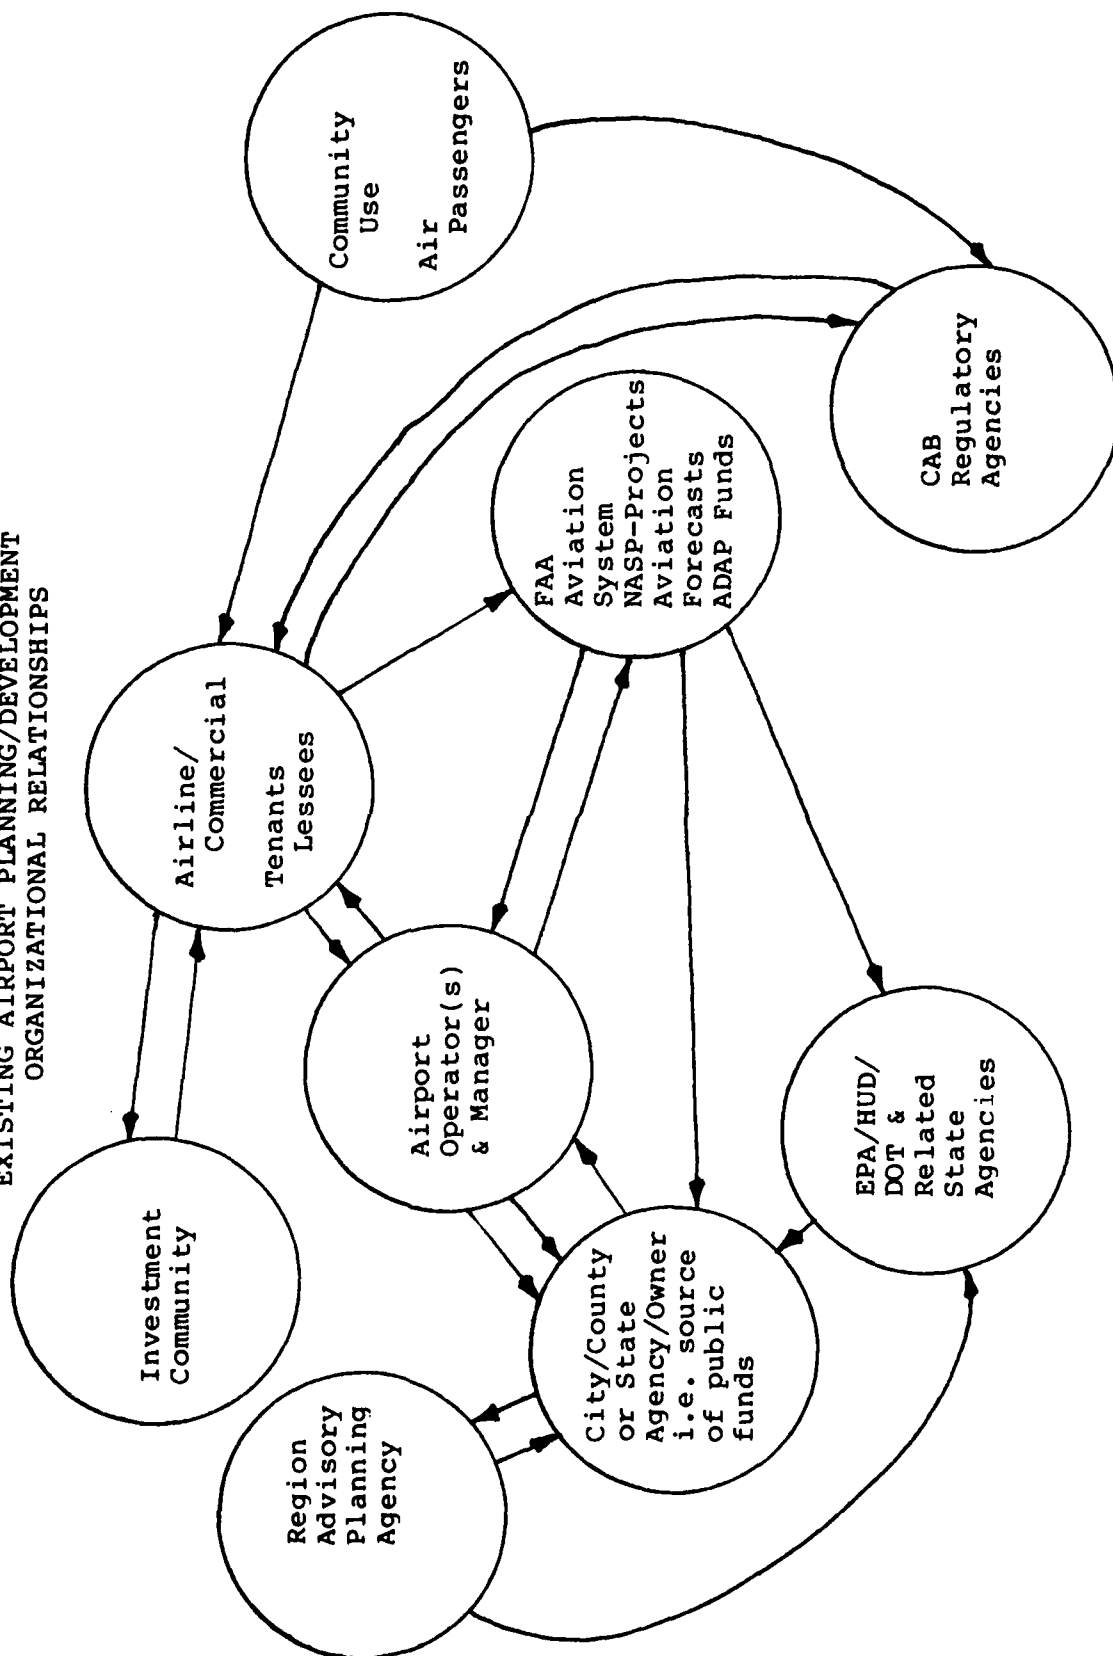 EXISTING AIRPORT PLANNING/DEVELOPMENT
ORGANIZATIONAL RELATIONSHIPS
Investment
Community
Airline/
Commercial
Tenants
Lessees
Community
Use
Air
Passengers
Region
Advisory
Planning
Agency
Airport
Operator(s)
& Manager
FAA
Aviation
System
NASP-Projects
Aviation
Forecasts
ADAP Funds
City/County
or State
Agency/Owner
i.e. source
of public
funds
EPA/HUD/
DOT &
Related
State
Agencies
CAB
Regulatory
Agencies